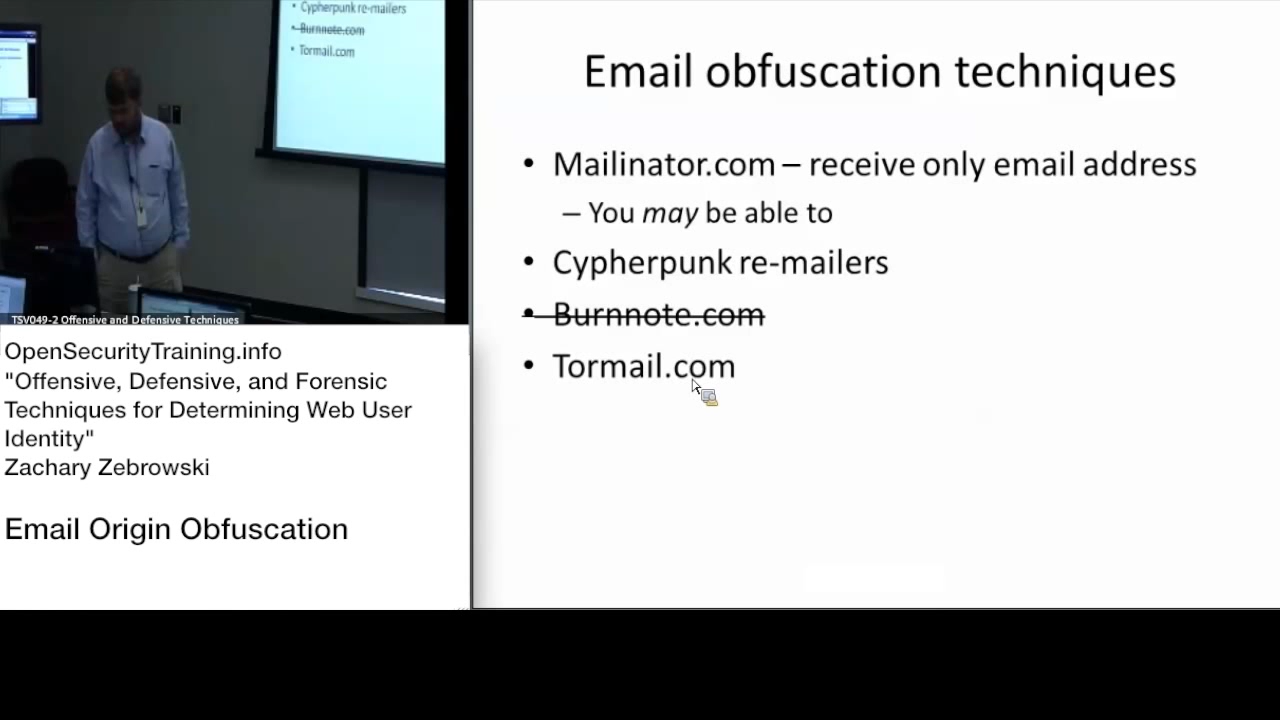 • Cypherpunk re-mailers
• Burnnote.com
• Tormail.com
TSV049-2 Offensive and Defensive Techniques
OpenSecurityTraining.info
"Offensive, Defensive, and Forensic
Techniques for Determining Web User
Identity"
Zachary Zebrowski
Email Origin Obfuscation
Email obfuscation techniques
• Mailinator.com – receive only email address
– You may be able to
• Cypherpunk re-mailers
• Burnnote.com
• Tormail.com